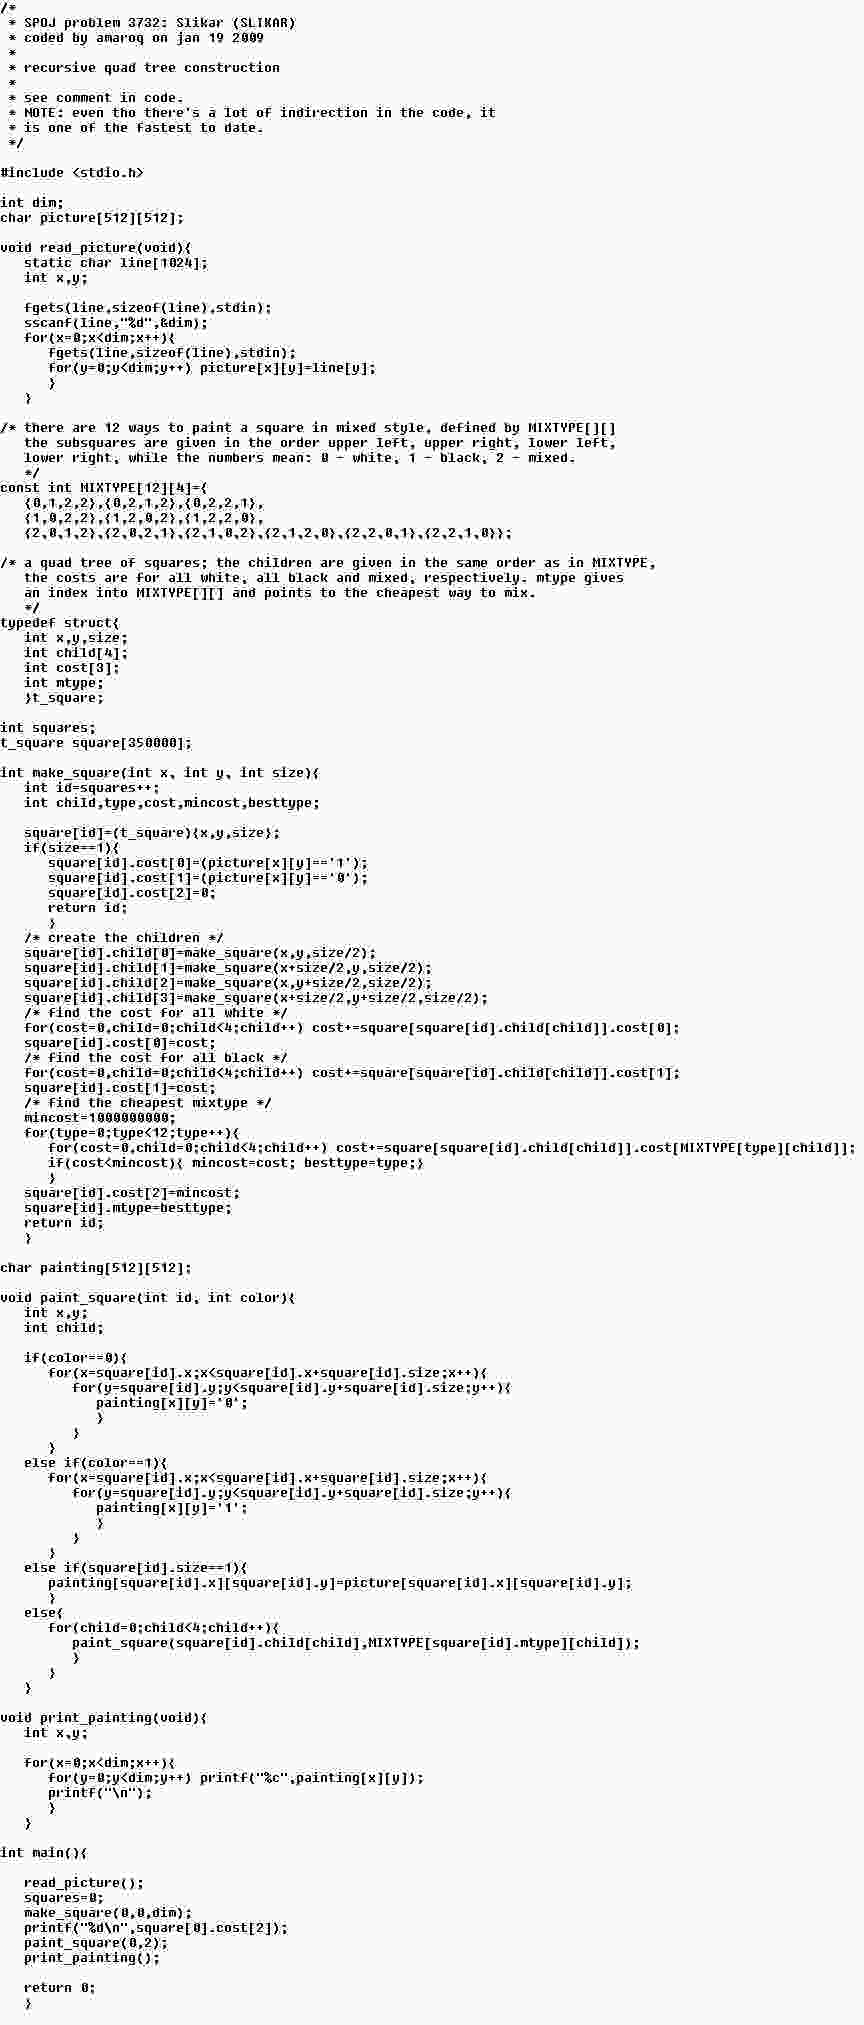 /*
 * SPOJ problem 3732: Slikar (SLIKAR)
 * coded by amaroq on jan 19 2009
 *
 * recursive quad tree construction
 *
 * see comment in code.
 * NOTE: even tho there's a lot of indirection in the code, it
 * is one of the fastest to date.
 */

#include <stdio.h>

int dim;
char picture[512][512];

void read_picture(void){
   static char line[1024];
   int x,y;

   fgets(line,sizeof(line),stdin);
   sscanf(line,"%d",&dim);
   for(x=0;x<dim;x++){
      fgets(line,sizeof(line),stdin);
      for(y=0;y<dim;y++) picture[x][y]=line[y];
      }
   }

/* there are 12 ways to paint a square in mixed style, defined by MIXTYPE[][]
   the subsquares are given in the order upper left, upper right, lower left,
   lower right, while the numbers mean: 0 - white, 1 - black, 2 - mixed.
   */
const int MIXTYPE[12][4]={
   {0,1,2,2},{0,2,1,2},{0,2,2,1},
   {1,0,2,2},{1,2,0,2},{1,2,2,0},
   {2,0,1,2},{2,0,2,1},{2,1,0,2},{2,1,2,0},{2,2,0,1},{2,2,1,0}};

/* a quad tree of squares; the children are given in the same order as in MIXTYPE,
   the costs are for all white, all black and mixed, respectively. mtype gives
   an index into MIXTYPE[][] and points to the cheapest way to mix.
   */
typedef struct{
   int x,y,size;
   int child[4];
   int cost[3];
   int mtype;
   }t_square;

int squares;
t_square square[350000];

int make_square(int x, int y, int size){
   int id=squares++;
   int child,type,cost,mincost,besttype;

   square[id]=(t_square){x,y,size};
   if(size==1){
      square[id].cost[0]=(picture[x][y]=='1');
      square[id].cost[1]=(picture[x][y]=='0');
      square[id].cost[2]=0;
      return id;
      }
   /* create the children */
   square[id].child[0]=make_square(x,y,size/2);
   square[id].child[1]=make_square(x+size/2,y,size/2);
   square[id].child[2]=make_square(x,y+size/2,size/2);
   square[id].child[3]=make_square(x+size/2,y+size/2,size/2);
   /* find the cost for all white */
   for(cost=0,child=0;child<4;child++) cost+=square[square[id].child[child]].cost[0];
   square[id].cost[0]=cost;
   /* find the cost for all black */
   for(cost=0,child=0;child<4;child++) cost+=square[square[id].child[child]].cost[1];
   square[id].cost[1]=cost;
   /* find the cheapest mixtype */
   mincost=1000000000;
   for(type=0;type<12;type++){
      for(cost=0,child=0;child<4;child++) cost+=square[square[id].child[child]].cost[MIXTYPE[type][child]];
      if(cost<mincost){ mincost=cost; besttype=type;}
      }
   square[id].cost[2]=mincost;
   square[id].mtype=besttype;
   return id;
   }

char painting[512][512];

void paint_square(int id, int color){
   int x,y;
   int child;

   if(color==0){
      for(x=square[id].x;x<square[id].x+square[id].size;x++){
         for(y=square[id].y;y<square[id].y+square[id].size;y++){
            painting[x][y]='0';
            }
         }
      }
   else if(color==1){
      for(x=square[id].x;x<square[id].x+square[id].size;x++){
         for(y=square[id].y;y<square[id].y+square[id].size;y++){
            painting[x][y]='1';
            }
         }
      }
   else if(square[id].size==1){
      painting[square[id].x][square[id].y]=picture[square[id].x][square[id].y];
      }
   else{
      for(child=0;child<4;child++){
         paint_square(square[id].child[child],MIXTYPE[square[id].mtype][child]);
         }
      }
   }

void print_painting(void){
   int x,y;

   for(x=0;x<dim;x++){
      for(y=0;y<dim;y++) printf("%c",painting[x][y]);
      printf("\n");
      }
   }

int main(){

   read_picture();
   squares=0;
   make_square(0,0,dim);
   printf("%d\n",square[0].cost[2]);
   paint_square(0,2);
   print_painting();

   return 0;
   }